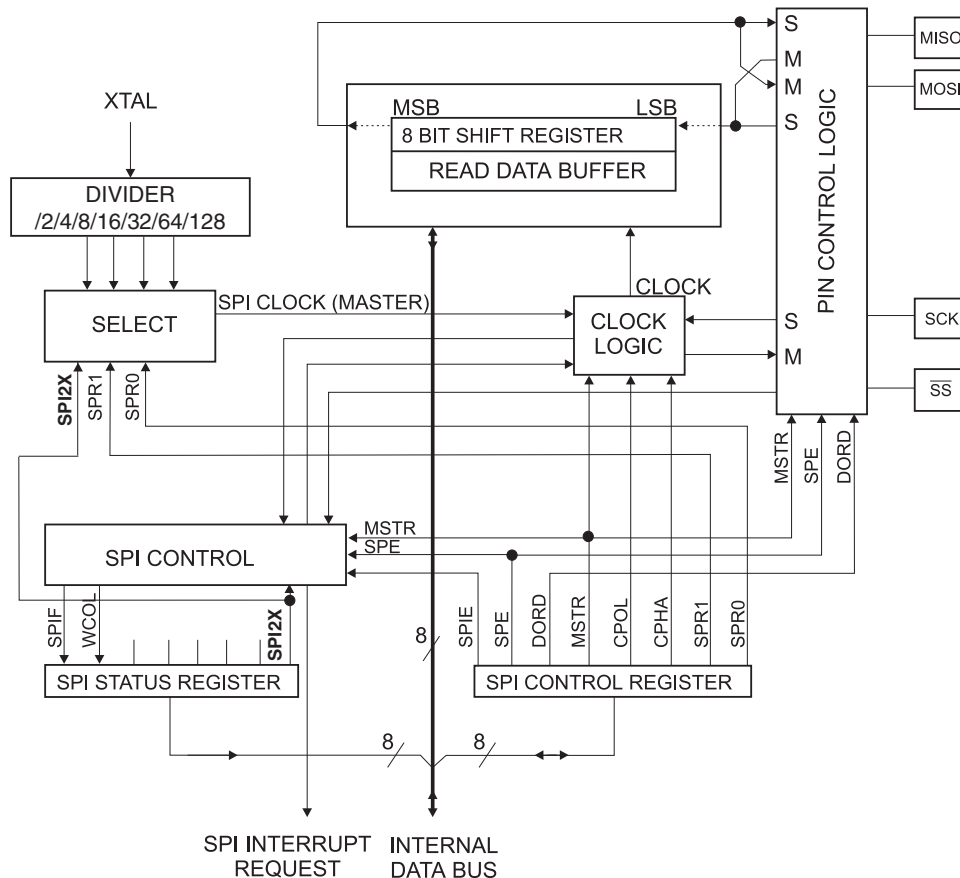 S
MISO
M
M
MOSI
XTAL
MSB
LSB
S
8 BIT SHIFT REGISTER
READ DATA BUFFER
PIN CONTROL LOGIC
DIVIDER
/2/4/8/16/32/64/128
SPI CLOCK (MASTER)
CLOCK
SELECT
CLOCK
LOGIC
S
SCK
M
SPI2X
SPR1
SPR0
SS
MSTR
SPE
DORD
MSTR
SPE
SPI CONTROL
SPIF
WCOL
SPI2X
8
SPIE
SPE
DORD
MSTR
CPOL
CPHA
SPR1
SPR0
SPI STATUS REGISTER
SPI CONTROL REGISTER
8
8
SPI INTERRUPT
REQUEST
INTERNAL
DATA BUS